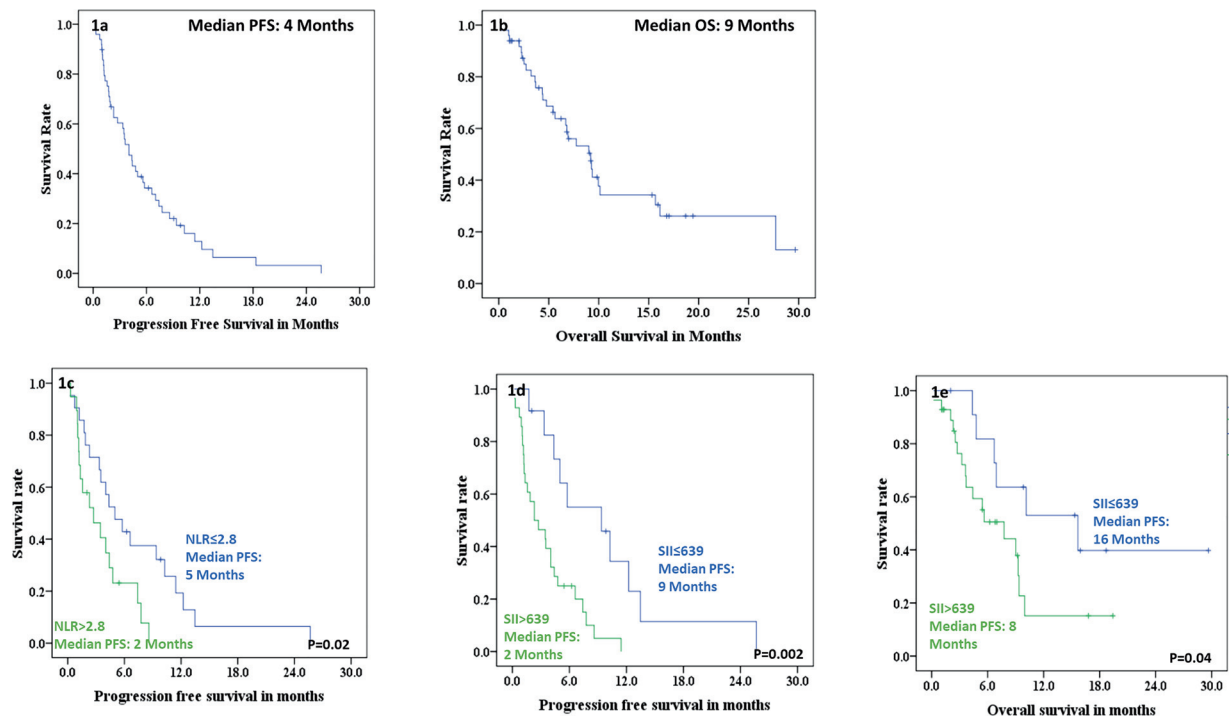 1a
Median PFS: 4 Months
1.0
0.8
0.6
0.4
0.2
0.0
Survival Rate
0.0 6.0 12.0 18.0 24.0 30.0
Progression Free Survival in Months
1b
Median OS: 9 Months
1.0
0.8
0.6
0.4
0.2
0.0
Survival Rate
0.0 5.0 10.0 15.0 20.0 25.0 30.0
Overall Survival in Months
1c
1.0
0.8
0.6
0.4
0.2
0.0
Survival rate
NLR≤2.8
Median PFS:
5 Months
NLR>2.8
Median PFS: 2 Months
P=0.02
0.0 6.0 12.0 18.0 24.0 30.0
Progression free survival in months
1d
1.0
0.8
0.6
0.4
0.2
0.0
Survival rate
SII≤639
Median PFS:
9 Months
SII>639
Median PFS:
2 Months
P=0.002
0.0 6.0 12.0 18.0 24.0 30.0
Progression free survival in months
1e
1.0
0.8
0.6
0.4
0.2
0.0
Survival rate
SII≤639
Median PFS:
16 Months
SII>639
Median PFS: 8
Months
P=0.04
0.0 6.0 12.0 18.0 24.0 30.0
Overall survival in months